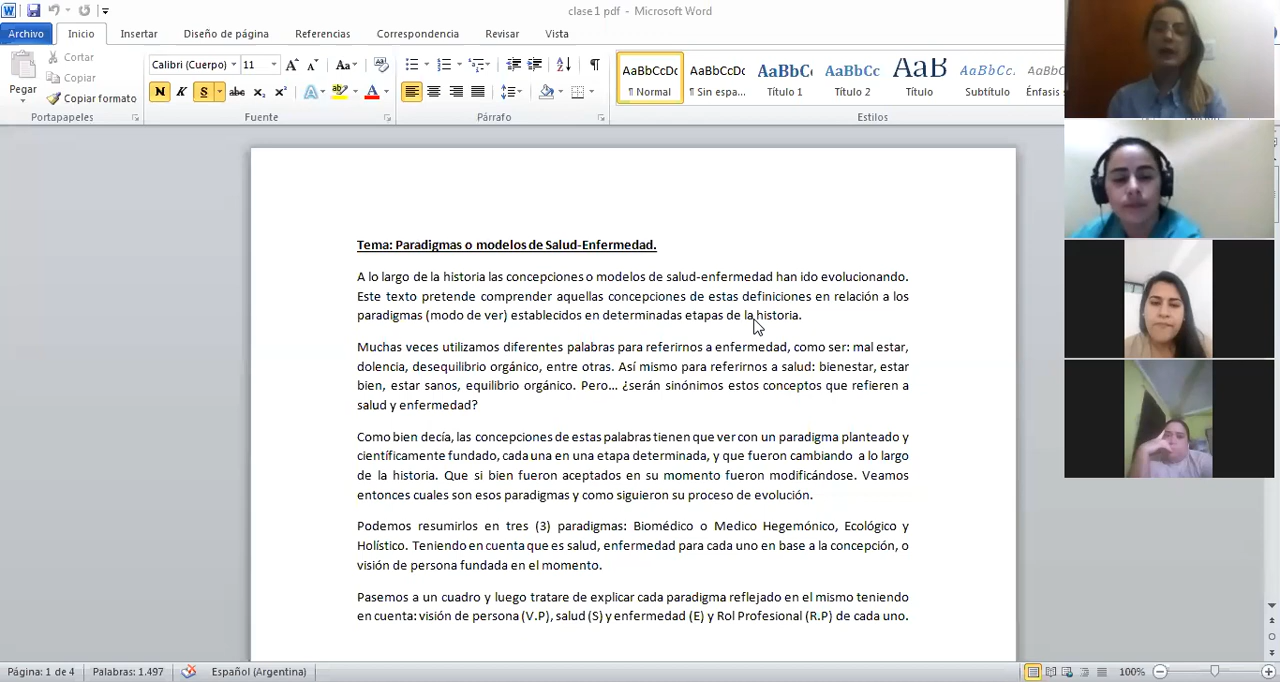 clase 1 pdf - Microsoft Word
Archivo Inicio Insertar Diseño de página Referencias Correspondencia Revisar Vista
Cortar
Copiar
Copiar formato
Pegar
Portapapeles
Calibri (Cuerpo) 11
Fuente
Párrafo
AaBbCcDc AaBbCcDc AaBbC AaBbCc AaB AaBbCc AaBbC
¶ Normal ¶ Sin espa... Título 1 Título 2 Título Subtítulo Énfasis
Estilos
Tema: Paradigmas o modelos de Salud-Enfermedad.
A lo largo de la historia las concepciones o modelos de salud-enfermedad han ido evolucionando.
Este texto pretende comprender aquellas concepciones de estas definiciones en relación a los
paradigmas (modo de ver) establecidos en determinadas etapas de la historia.
Muchas veces utilizamos diferentes palabras para referirnos a enfermedad, como ser: mal estar,
dolencia, desequilibrio orgánico, entre otras. Así mismo para referirnos a salud: bienestar, estar
bien, estar sanos, equilibrio orgánico. Pero... ¿serán sinónimos estos conceptos que refieren a
salud y enfermedad?
Como bien decía, las concepciones de estas palabras tienen que ver con un paradigma planteado y
científicamente fundado, cada una en una etapa determinada, y que fueron cambiando a lo largo
de la historia. Que si bien fueron aceptados en su momento fueron modificándose. Veamos
entonces cuales son esos paradigmas y como siguieron su proceso de evolución.
Podemos resumirlos en tres (3) paradigmas: Biomédico o Medico Hegemónico, Ecológico y
Holístico. Teniendo en cuenta que es salud, enfermedad para cada uno en base a la concepción, o
visión de persona fundada en el momento.
Pasemos a un cuadro y luego tratare de explicar cada paradigma reflejado en el mismo teniendo
en cuenta: visión de persona (V.P), salud (S) y enfermedad (E) y Rol Profesional (R.P) de cada uno.
Página: 1 de 4 Palabras: 1.497 Español (Argentina) 100%